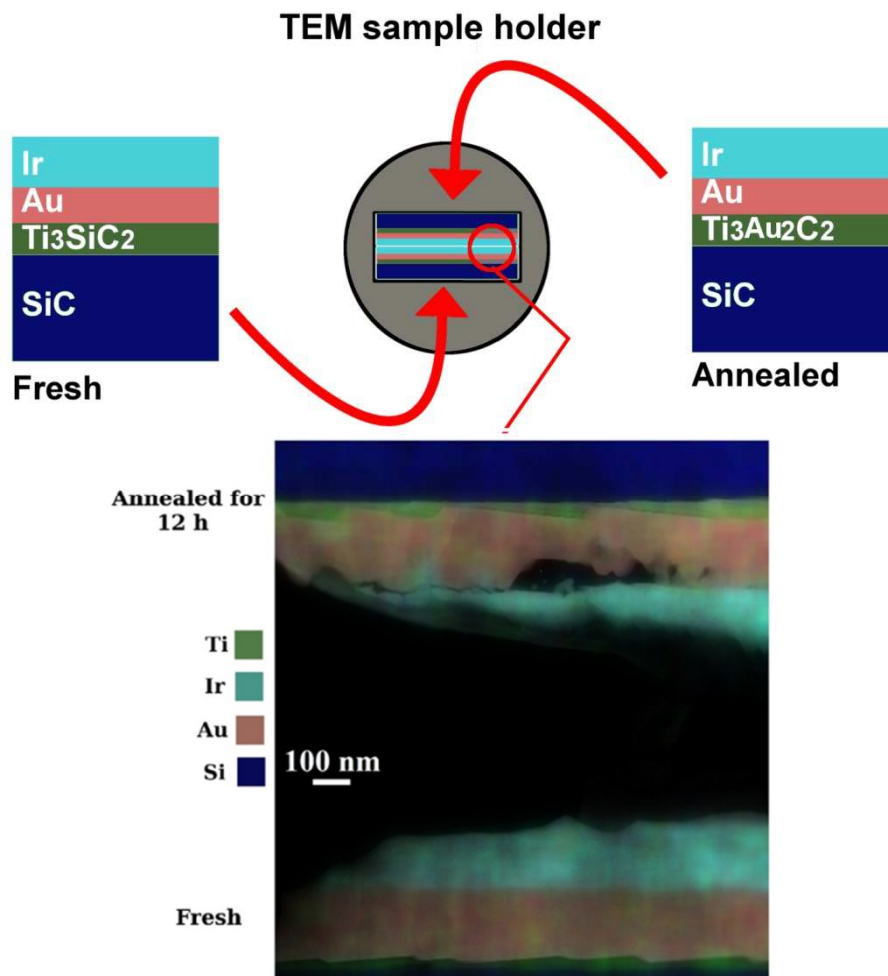 TEM sample holder
Ir
Au
Ti3SiC2
SiC
Fresh
Ir
Au
Ti3Au2C2
SiC
Annealed
Annealed for
12 h
Ti
Ir
Au
Si
100 nm
Fresh